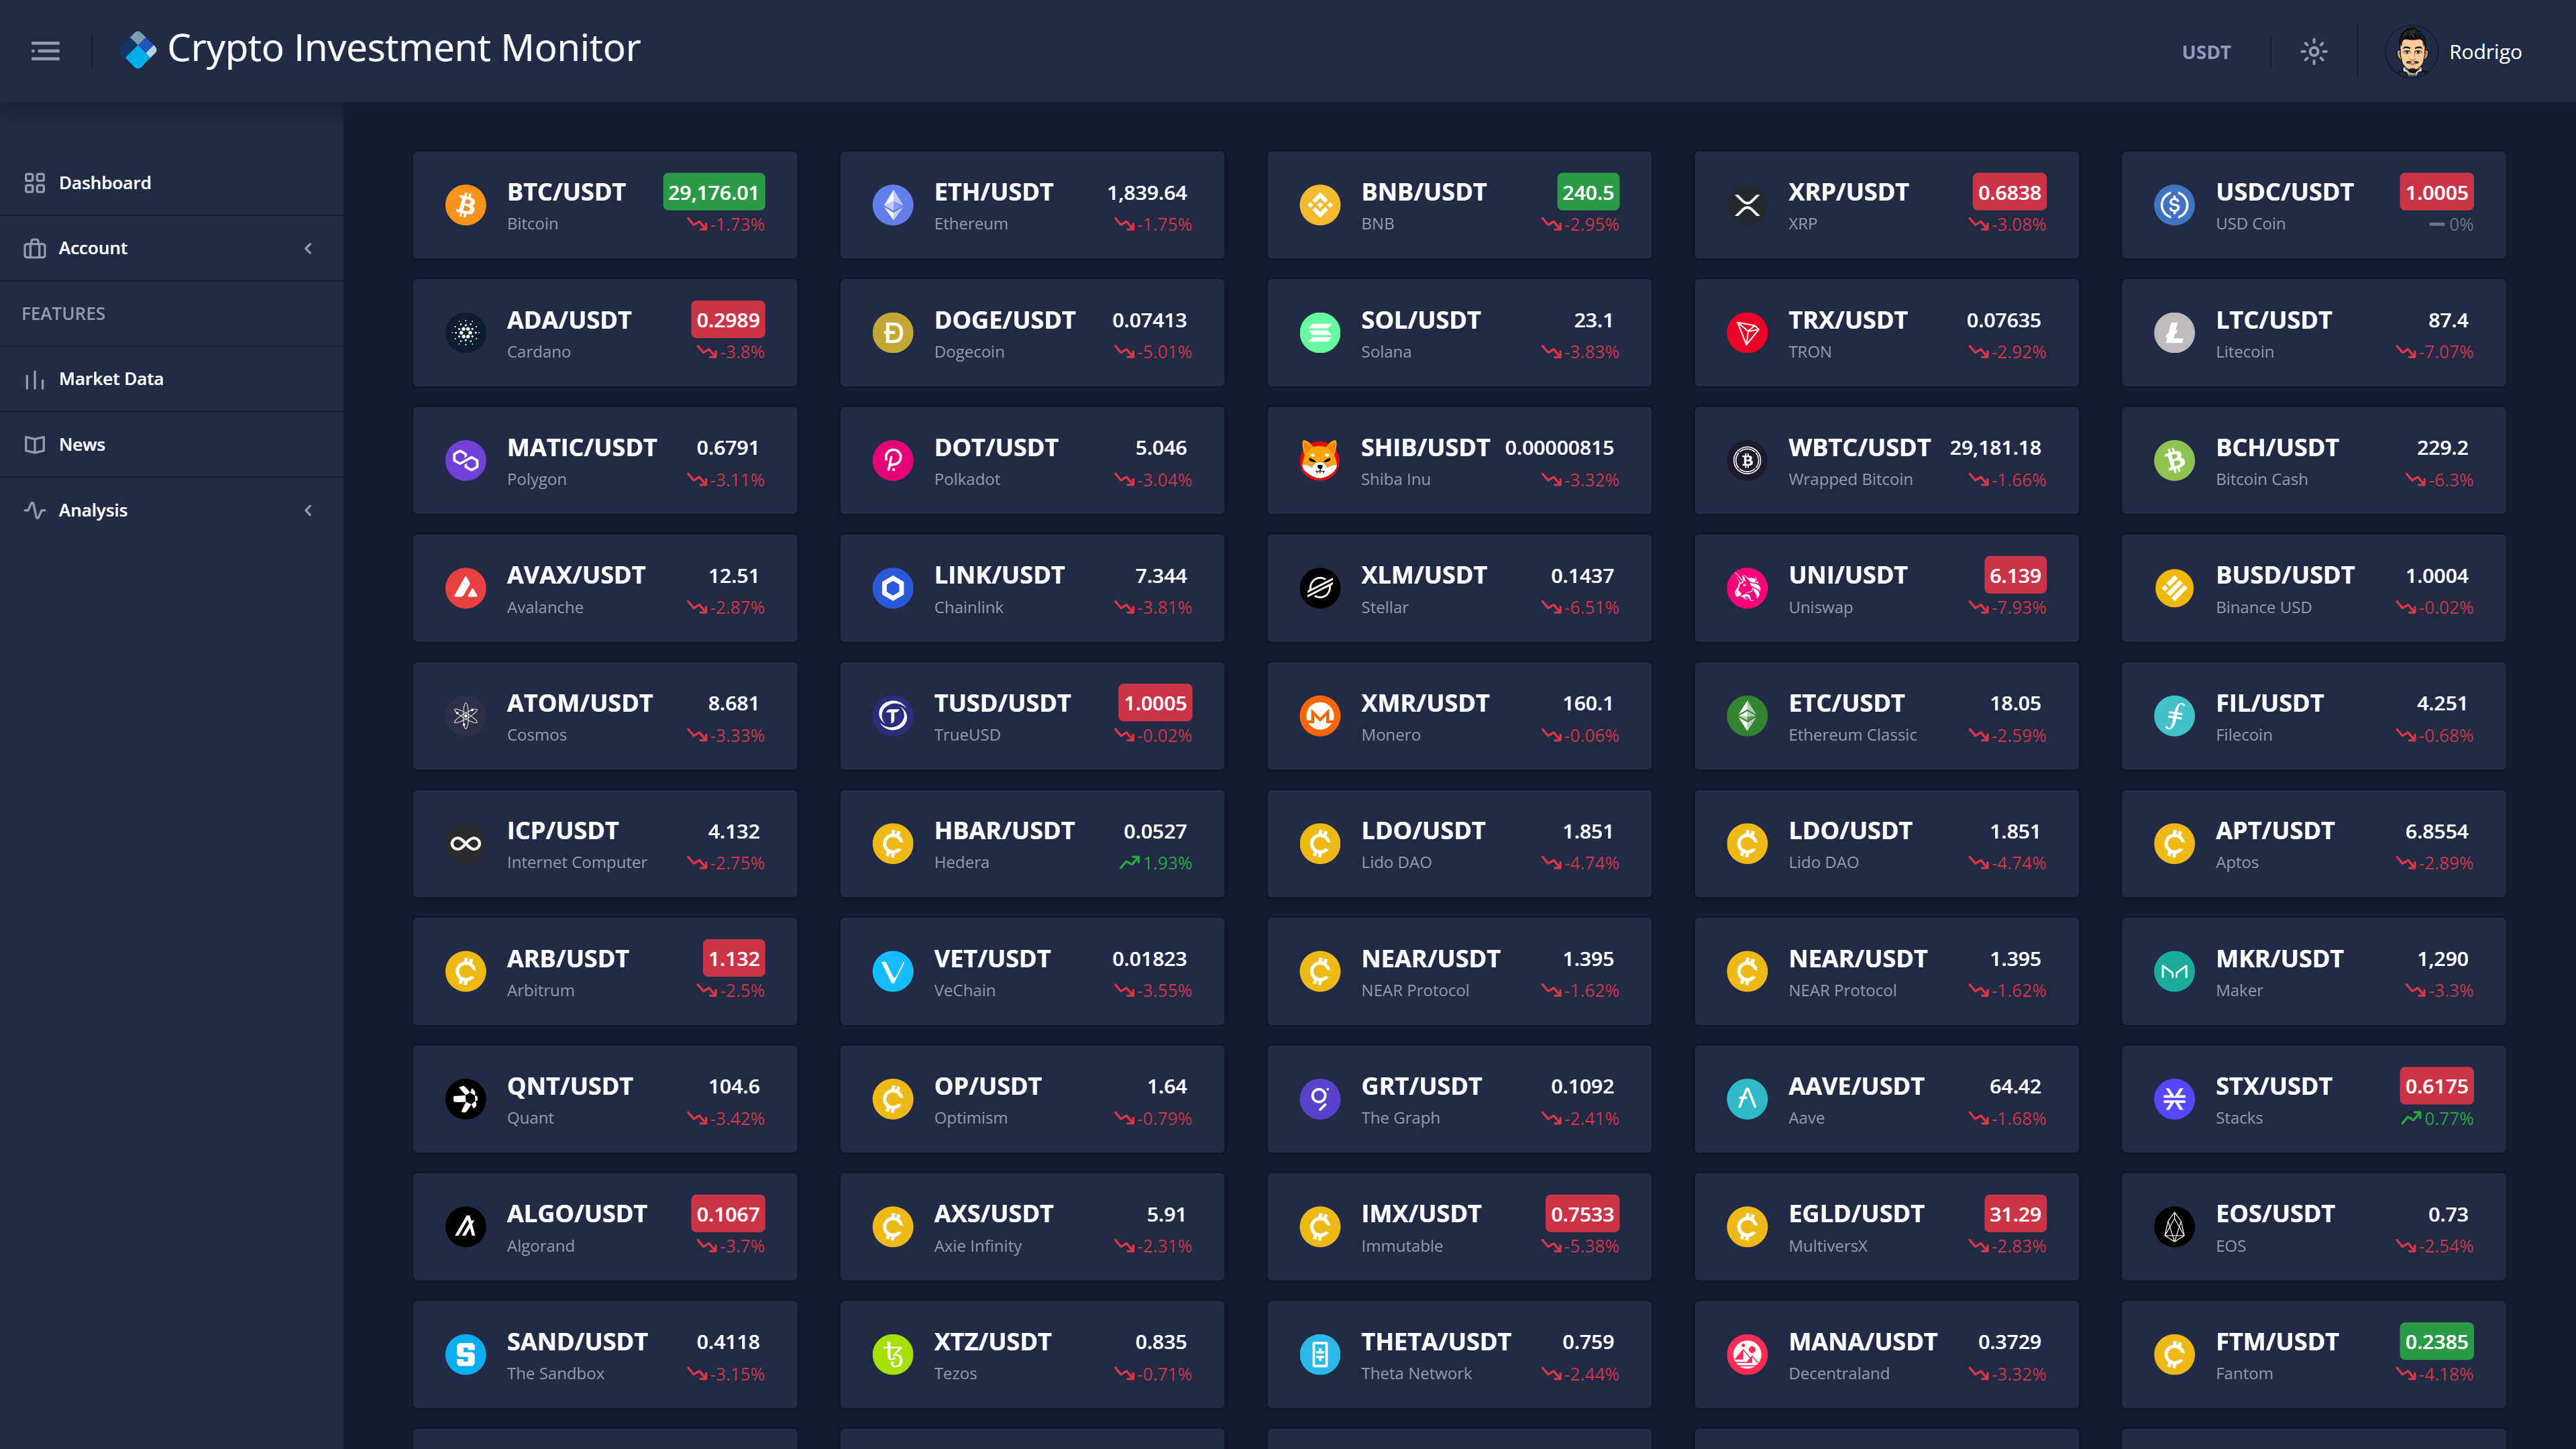 Crypto Investment Monitor
USDT
Rodrigo
Dashboard
Account
FEATURES
Market Data
News
Analysis
BTC/USDT 29,176.01
Bitcoin -1.73%
ETH/USDT 1,839.64
Ethereum -1.75%
BNB/USDT 240.5
BNB -2.95%
XRP/USDT 0.6838
XRP -3.08%
USDC/USDT 1.0005
USD Coin 0%
ADA/USDT 0.2989
Cardano -3.8%
DOGE/USDT 0.07413
Dogecoin -5.01%
SOL/USDT 23.1
Solana -3.83%
TRX/USDT 0.07635
TRON -2.92%
LTC/USDT 87.4
Litecoin -7.07%
MATIC/USDT 0.6791
Polygon -3.11%
DOT/USDT 5.046
Polkadot -3.04%
SHIB/USDT 0.00000815
Shiba Inu -3.32%
WBTC/USDT 29,181.18
Wrapped Bitcoin -1.66%
BCH/USDT 229.2
Bitcoin Cash -6.3%
AVAX/USDT 12.51
Avalanche -2.87%
LINK/USDT 7.344
Chainlink -3.81%
XLM/USDT 0.1437
Stellar -6.51%
UNI/USDT 6.139
Uniswap -7.93%
BUSD/USDT 1.0004
Binance USD -0.02%
ATOM/USDT 8.681
Cosmos -3.33%
TUSD/USDT 1.0005
TrueUSD -0.02%
XMR/USDT 160.1
Monero -0.06%
ETC/USDT 18.05
Ethereum Classic -2.59%
FIL/USDT 4.251
Filecoin -0.68%
ICP/USDT 4.132
Internet Computer -2.75%
HBAR/USDT 0.0527
Hedera 1.93%
LDO/USDT 1.851
Lido DAO -4.74%
LDO/USDT 1.851
Lido DAO -4.74%
APT/USDT 6.8554
Aptos -2.89%
ARB/USDT 1.132
Arbitrum -2.5%
VET/USDT 0.01823
VeChain -3.55%
NEAR/USDT 1.395
NEAR Protocol -1.62%
NEAR/USDT 1.395
NEAR Protocol -1.62%
MKR/USDT 1,290
Maker -3.3%
QNT/USDT 104.6
Quant -3.42%
OP/USDT 1.64
Optimism -0.79%
GRT/USDT 0.1092
The Graph -2.41%
AAVE/USDT 64.42
Aave -1.68%
STX/USDT 0.6175
Stacks 0.77%
ALGO/USDT 0.1067
Algorand -3.7%
AXS/USDT 5.91
Axie Infinity -2.31%
IMX/USDT 0.7533
Immutable -5.38%
EGLD/USDT 31.29
MultiversX -2.83%
EOS/USDT 0.73
EOS -2.54%
SAND/USDT 0.4118
The Sandbox -3.15%
XTZ/USDT 0.835
Tezos -0.71%
THETA/USDT 0.759
Theta Network -2.44%
MANA/USDT 0.3729
Decentraland -3.32%
FTM/USDT 0.2385
Fantom -4.18%